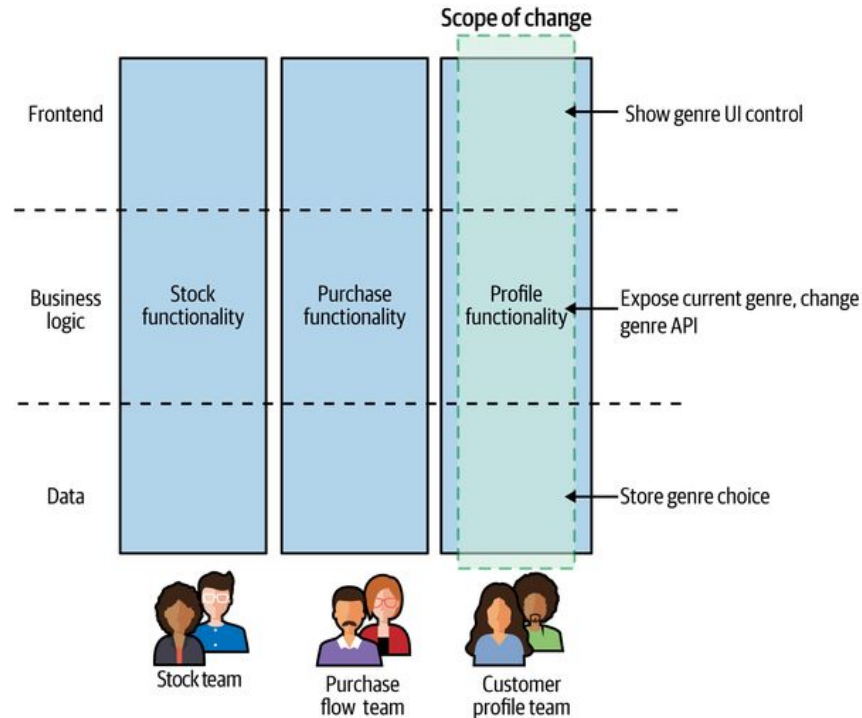 Scope of change
Frontend
Show genre UI control
Business
logic
Stock
functionality
Purchase
functionality
Profile
functionality
Expose current genre, change
genre API
Data
Store genre choice
Stock team
Purchase
flow team
Customer
profile team